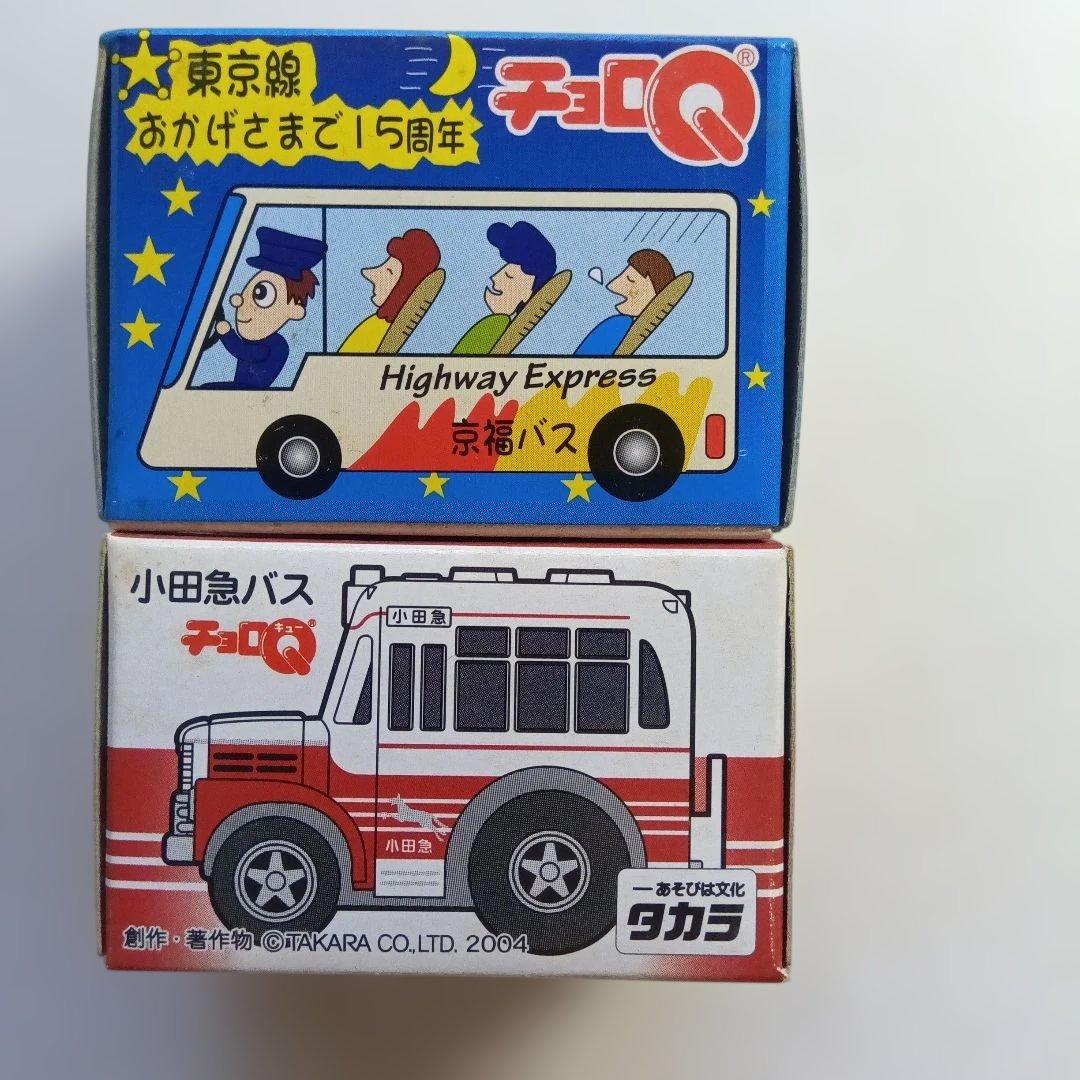 東京線
おかげさまで15周年
チョロQ®
Highway Express
京福バス
小田急バス
チョロQ®
キュー
小田急
小田急
ーあそびは文化
タカラ
創作・著作物 ©TAKARA CO.,LTD. 2004